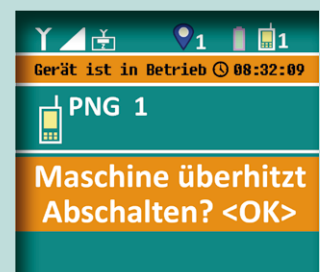 1 1
Gerät ist in Betrieb 08:32:09
PNG 1
Maschine überhitzt
Abschalten? <OK>